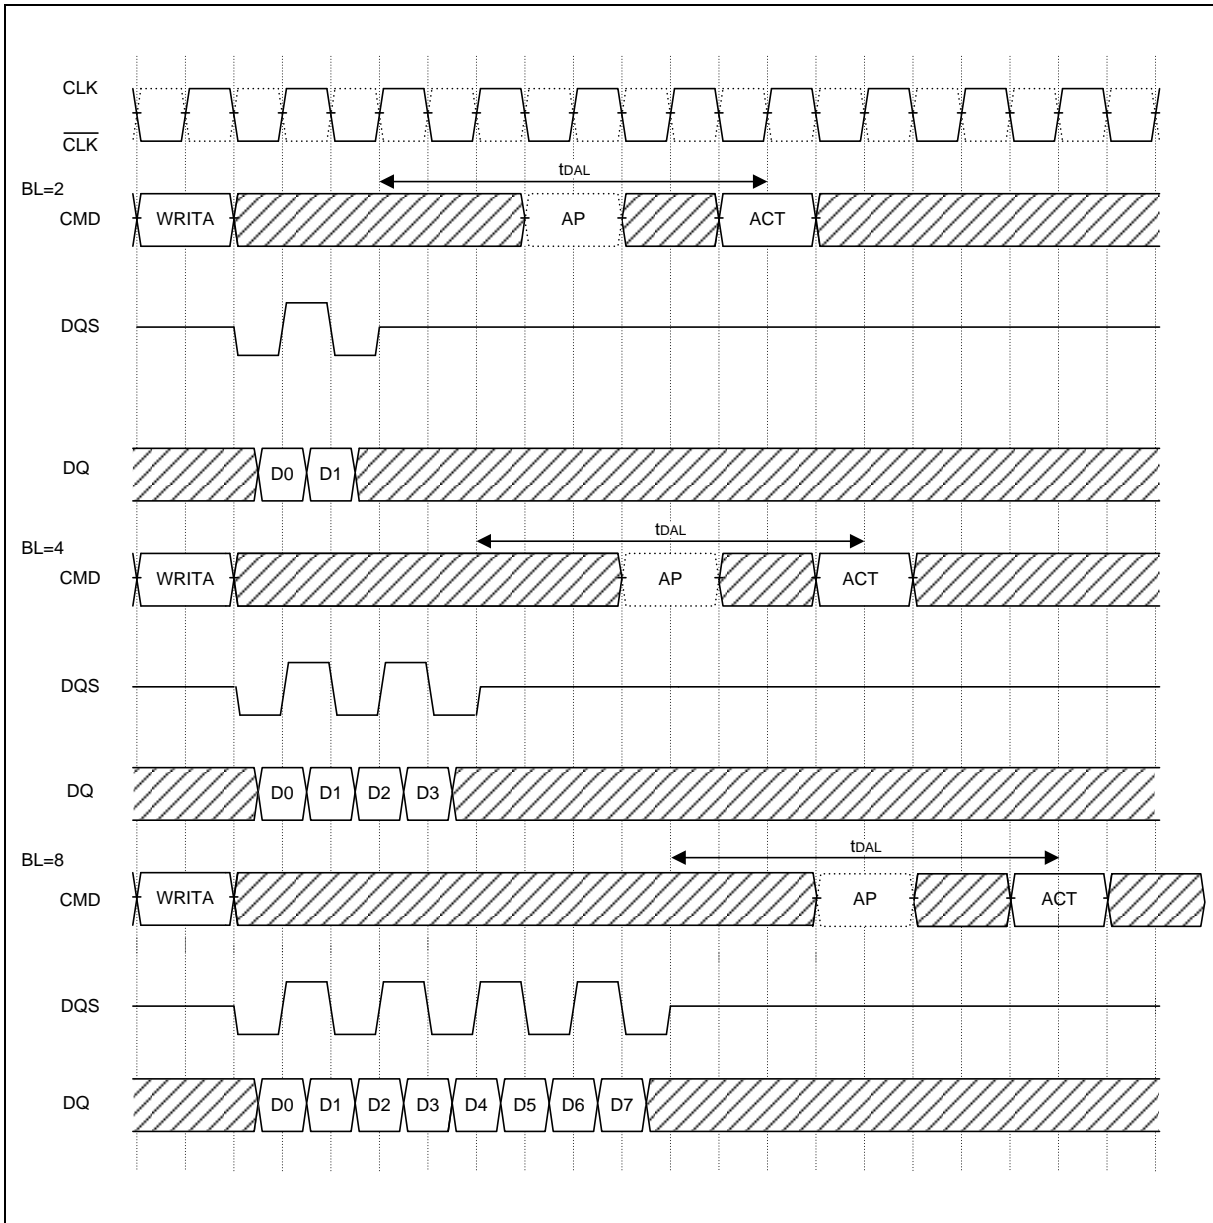 CLK
CLK
tDAL
BL=2
CMD WRITA AP ACT
DQS
DQ D0 D1
tDAL
BL=4
CMD WRITA AP ACT
DQS
DQ D0 D1 D2 D3
tDAL
BL=8
CMD WRITA AP ACT
DQS
DQ D0 D1 D2 D3 D4 D5 D6 D7